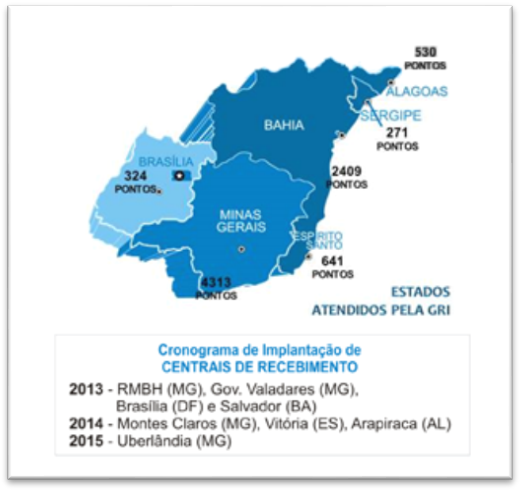 530
PONTOS
ALAGOAS
SERGIPE
271
PONTOS
BAHIA
2409
PONTOS
BRASÍLIA
324
PONTOS
MINAS
GERAIS
ESPIRITO
SANTO
641
PONTOS
4313
PONTOS
ESTADOS
ATENDIDOS PELA GRI
Cronograma de Implantação de
CENTRAIS DE RECEBIMENTO
2013 - RMBH (MG), Gov. Valadares (MG),
Brasília (DF) e Salvador (BA)
2014 - Montes Claros (MG), Vitória (ES), Arapiraca (AL)
2015 - Uberlândia (MG)